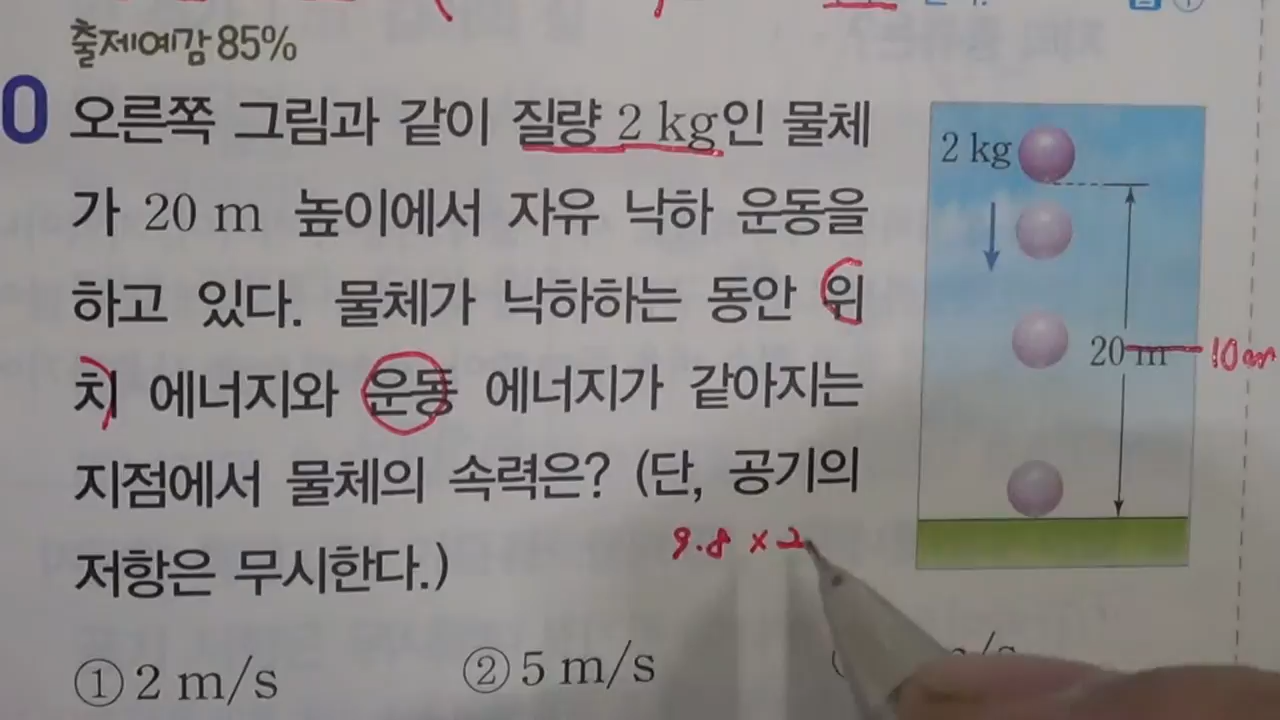 출제예감 85%
0 오른쪽 그림과 같이 질량 2 kg인 물체
가 20 m 높이에서 자유 낙하 운동을
하고 있다. 물체가 낙하하는 동안 위
치 에너지와 운동 에너지가 같아지는
지점에서 물체의 속력은? (단, 공기의
저항은 무시한다.)
9.8 × 2
① 2 m/s
② 5 m/s
2 kg
20 m